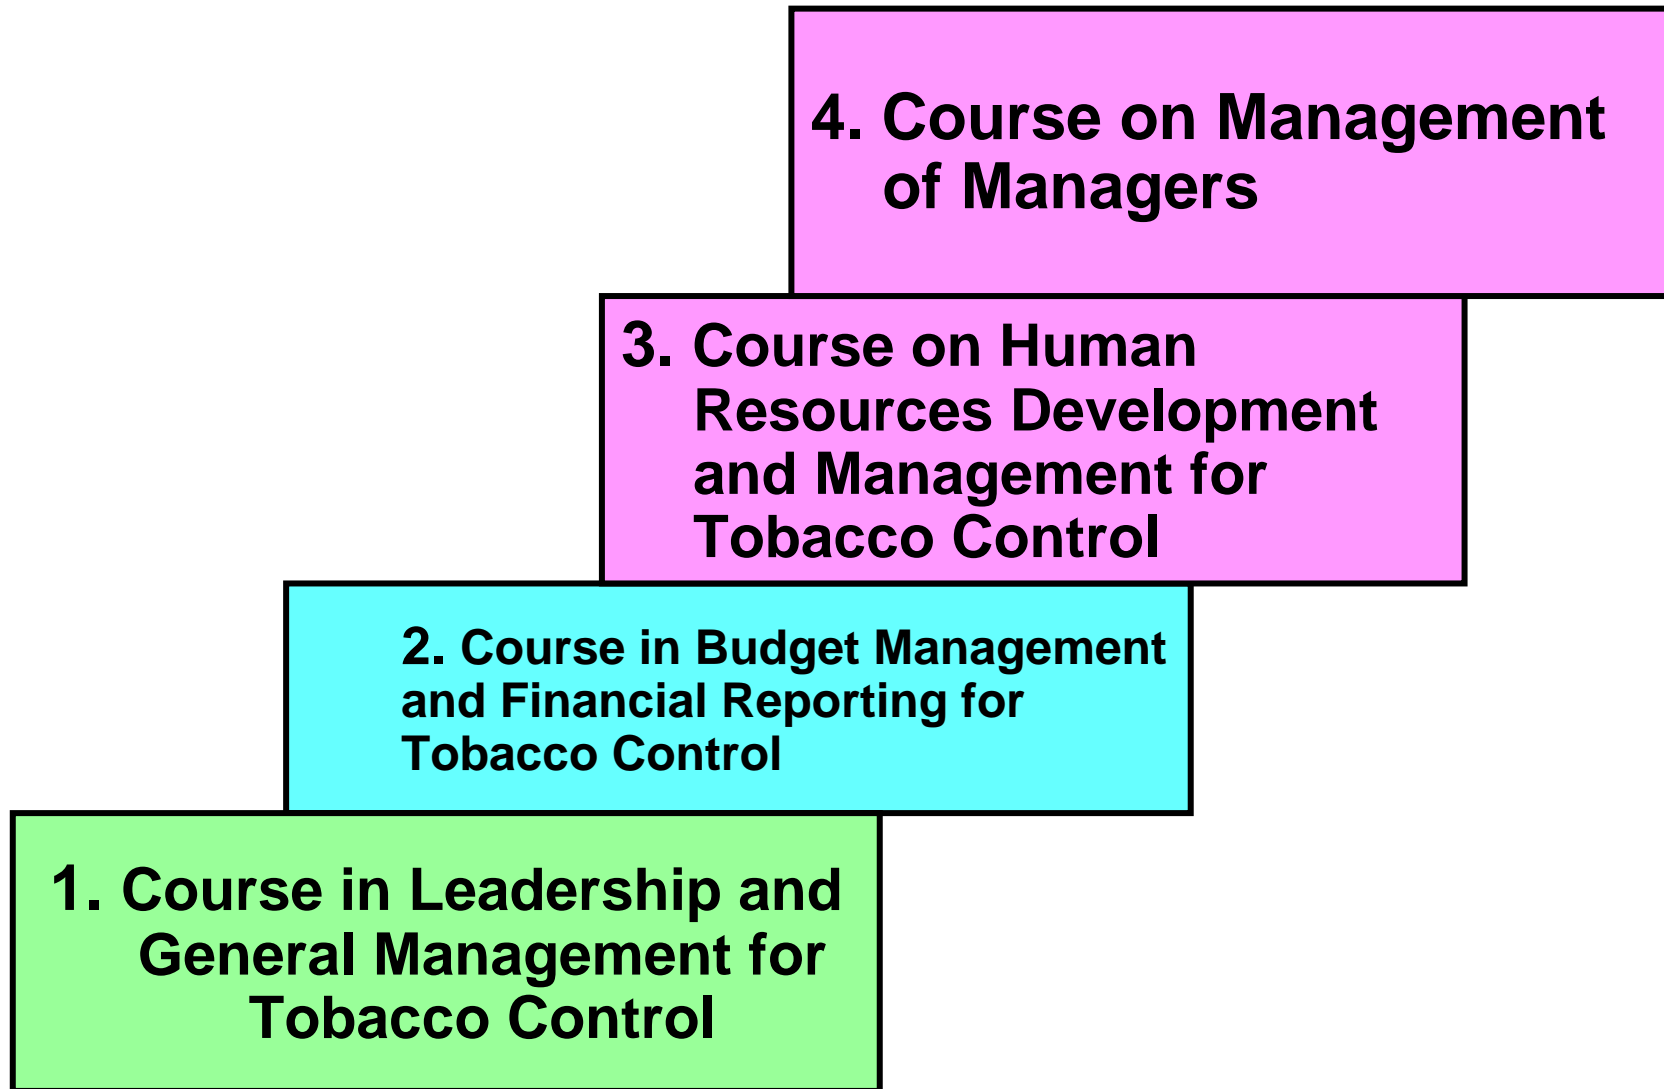 4. Course on Management
of Managers
3. Course on Human
Resources Development
and Management for
Tobacco Control
2. Course in Budget Management
and Financial Reporting for
Tobacco Control
1. Course in Leadership and
General Management for
Tobacco Control